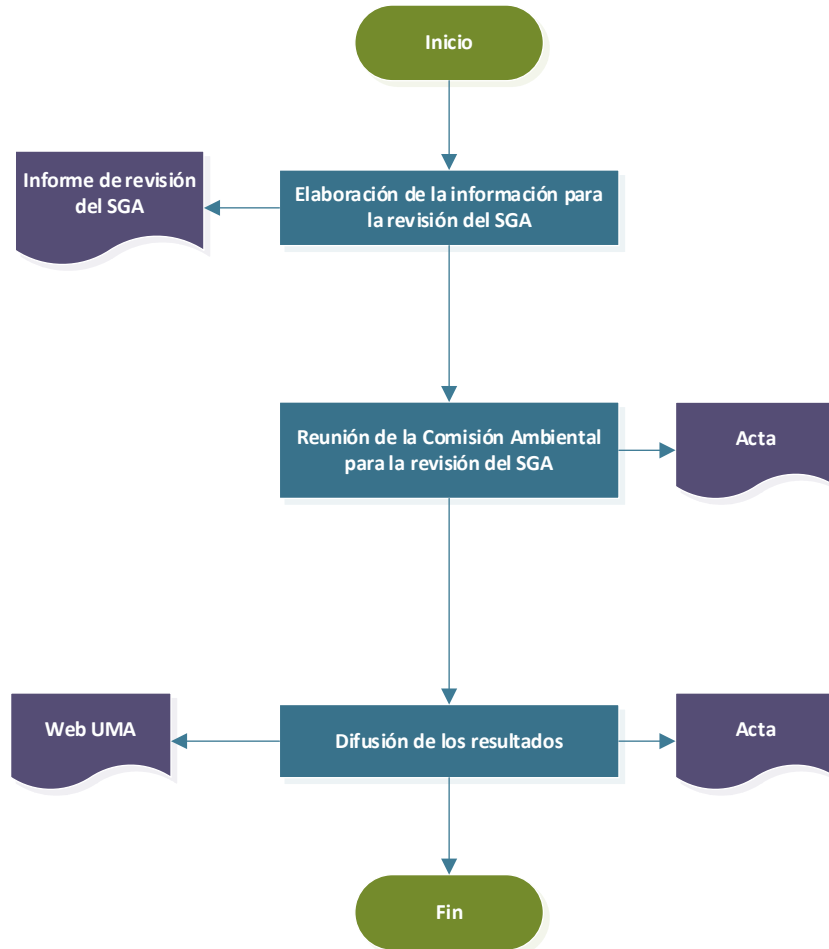 Inicio
Informe de revisión
del SGA
Elaboración de la información para
la revisión del SGA
Reunión de la Comisión Ambiental
para la revisión del SGA
Acta
Web UMA
Difusión de los resultados
Acta
Fin